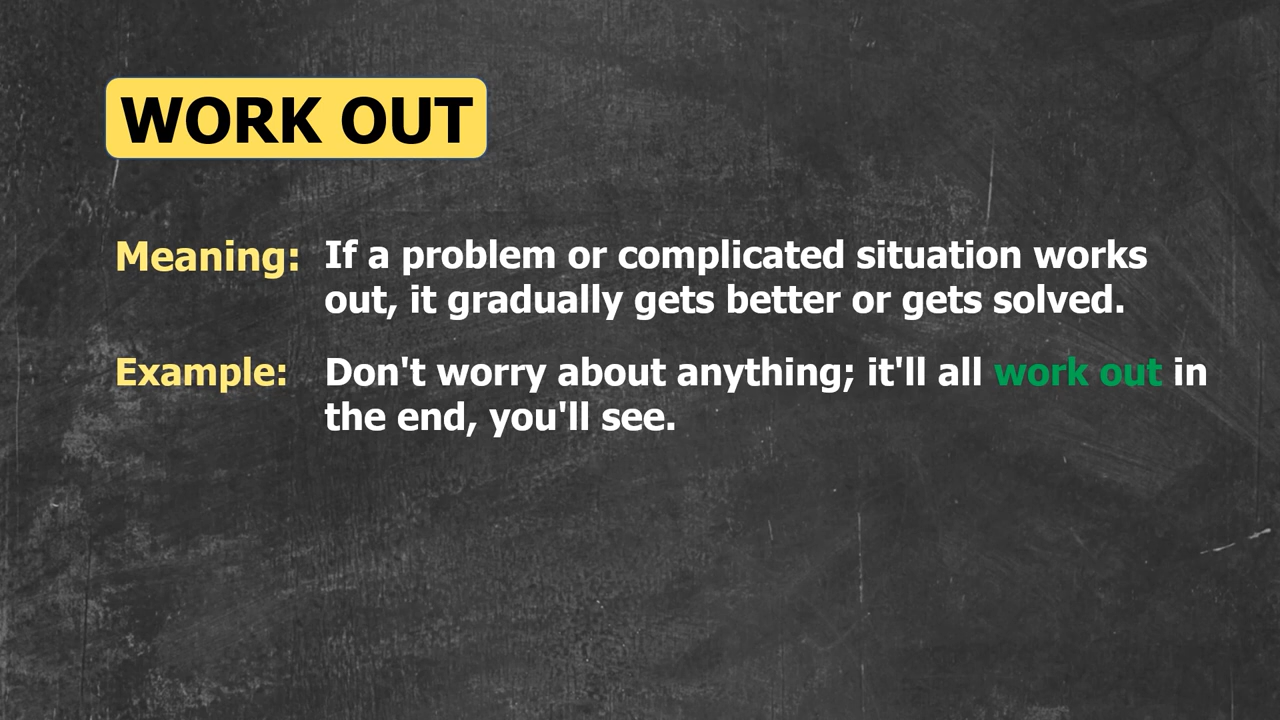 WORK OUT
Meaning: If a problem or complicated situation works
out, it gradually gets better or gets solved.
Example: Don't worry about anything; it'll all work out in
the end, you'll see.